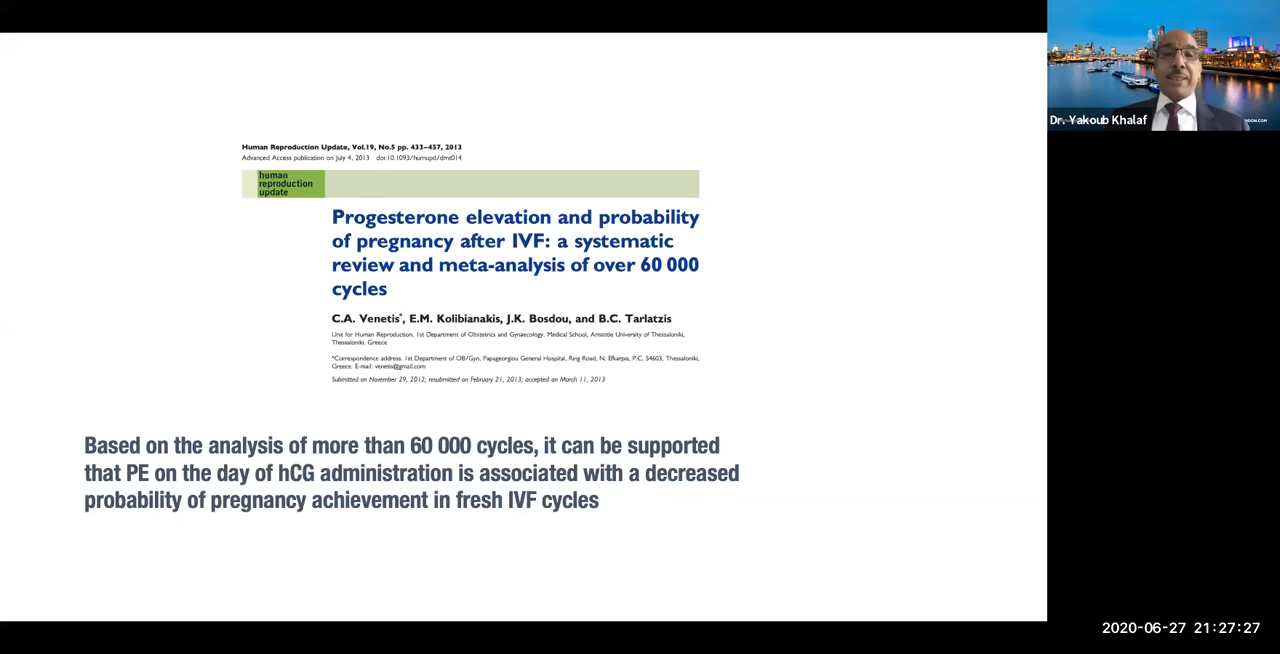 Human Reproduction Update, Vol.19, No.5 pp. 433–457, 2013
Advanced Access publication on July 4, 2013 doi:10.1093/humupd/dmt014
human
reproduction
update
Progesterone elevation and probability
of pregnancy after IVF: a systematic
review and meta-analysis of over 60 000
cycles
C.A. Venetis*, E.M. Kolibianakis, J.K. Bosdou, and B.C. Tarlatzis
Unit for Human Reproduction, 1st Department of Obstetrics and Gynaecology, Medical School, Aristotle University of Thessaloniki,
Thessaloniki, Greece
*Correspondence address. 1st Department of OB/Gyn, Papageorgiou General Hospital, Ring Road, N. Efkarpia, P.C. 54603, Thessaloniki,
Greece. E-mail: venetis@gmail.com
Submitted on November 29, 2012; resubmitted on February 21, 2013; accepted on March 11, 2013
Based on the analysis of more than 60 000 cycles, it can be supported
that PE on the day of hCG administration is associated with a decreased
probability of pregnancy achievement in fresh IVF cycles
Dr. Yakoub Khalaf
2020-06-27 21:27:27